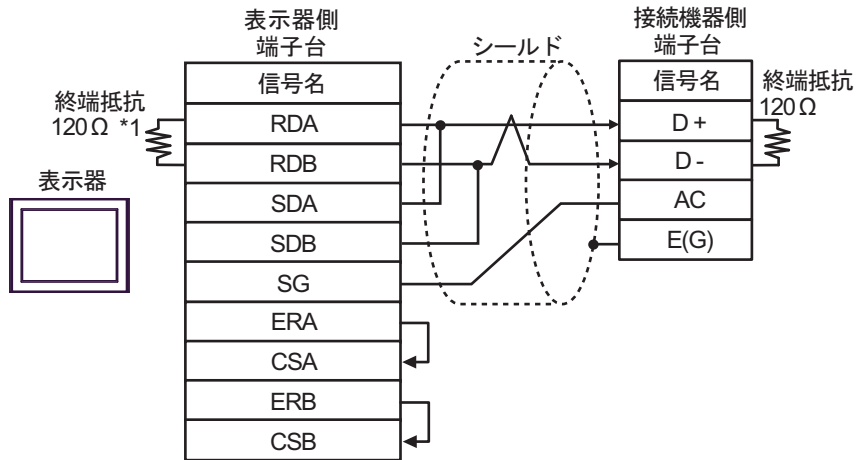 表示器側
端子台
接続機器側
端子台
シールド
信号名
信号名
終端抵抗
120Ω *1
終端抵抗
120Ω
RDA
D+
RDB
D-
表示器
SDA
AC
SDB
E(G)
SG
ERA
CSA
ERB
CSB